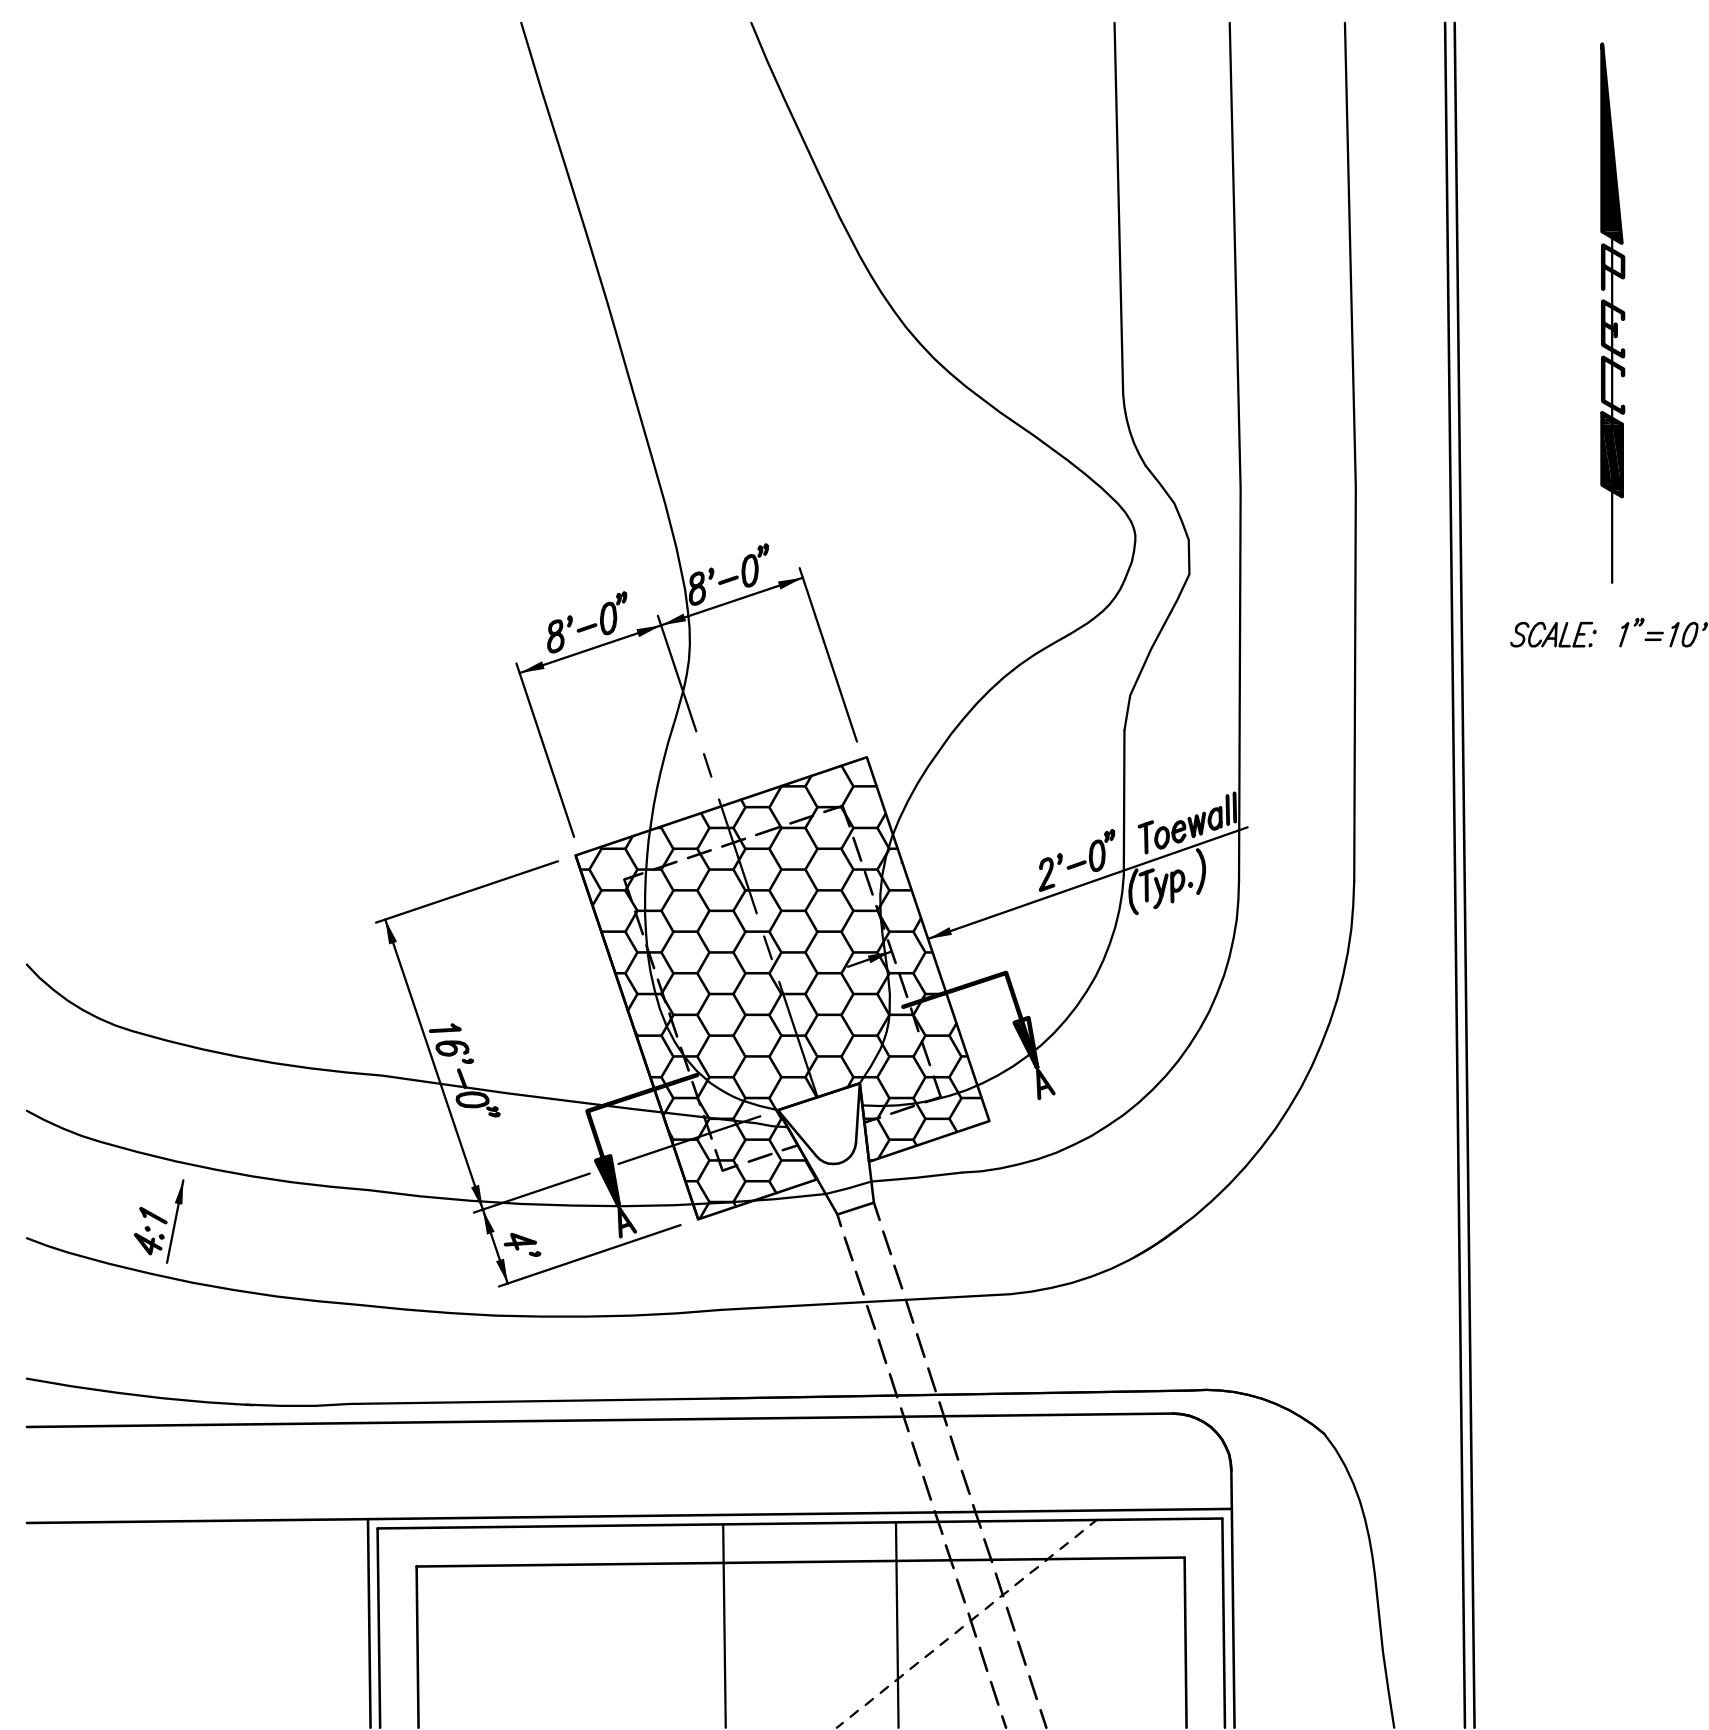 8'-0"
8'-0"
2'-0" Toewall
(Typ.)
16'-0"
4'
4:1
A
A
SCALE: 1"=10'